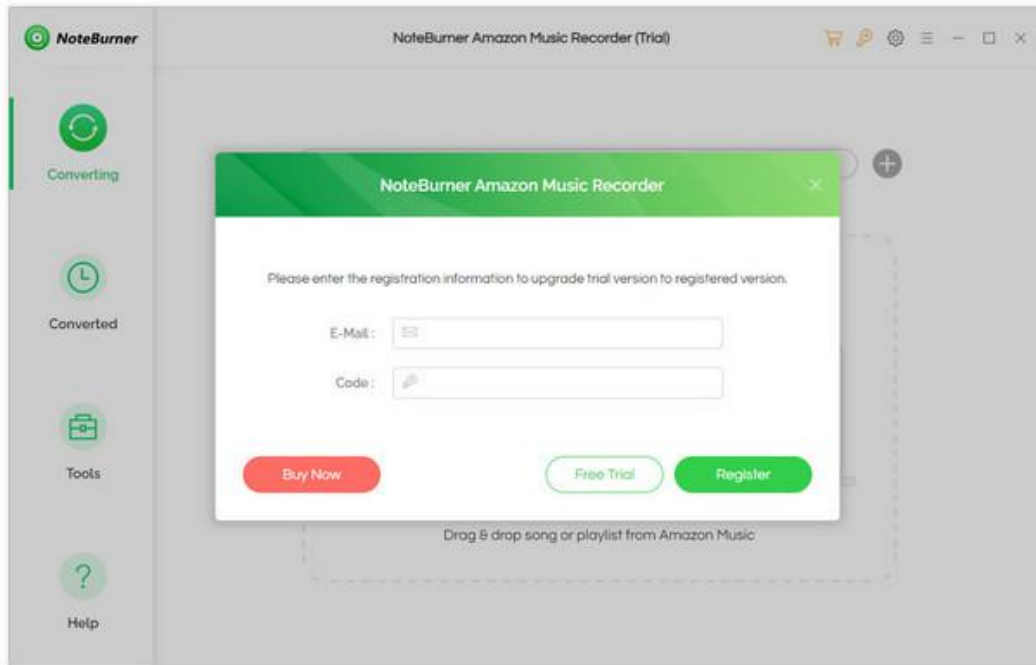 NoteBurner
NoteBurner Amazon Music Recorder (Trial)
Converting
Converted
Tools
Help
NoteBurner Amazon Music Recorder
Please enter the registration information to upgrade trial version to registered version.
E-Mail :
Code :
Buy Now
Free Trial
Register
Drag & drop song or playlist from Amazon Music